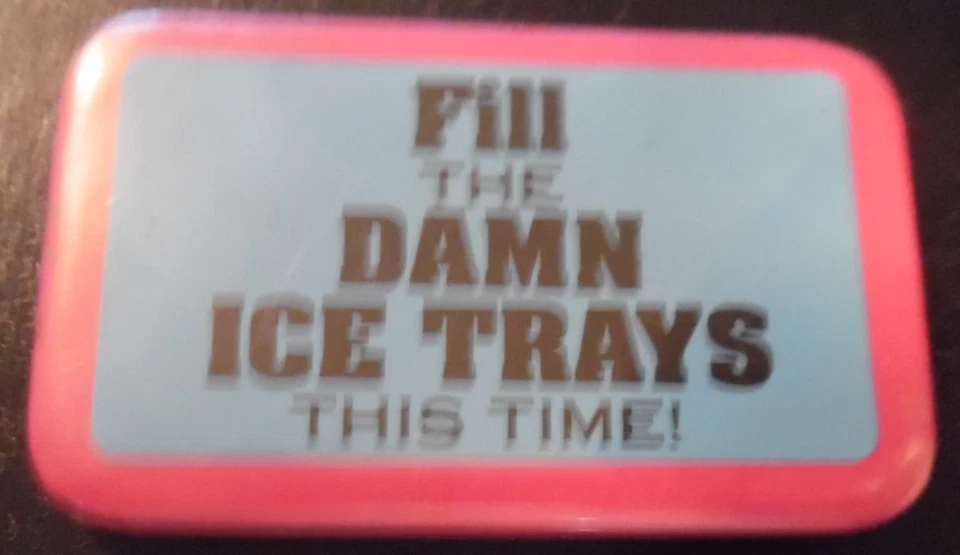 Fill
THE
DAMN
ICE TRAYS
THIS TIME!